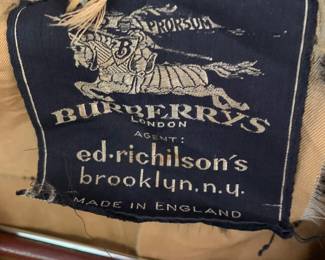 PRORSUM
B
BURBERRYS
LONDON
AGENT:
ed.richilson's
brooklyn.n.y.
MADE IN ENGLAND